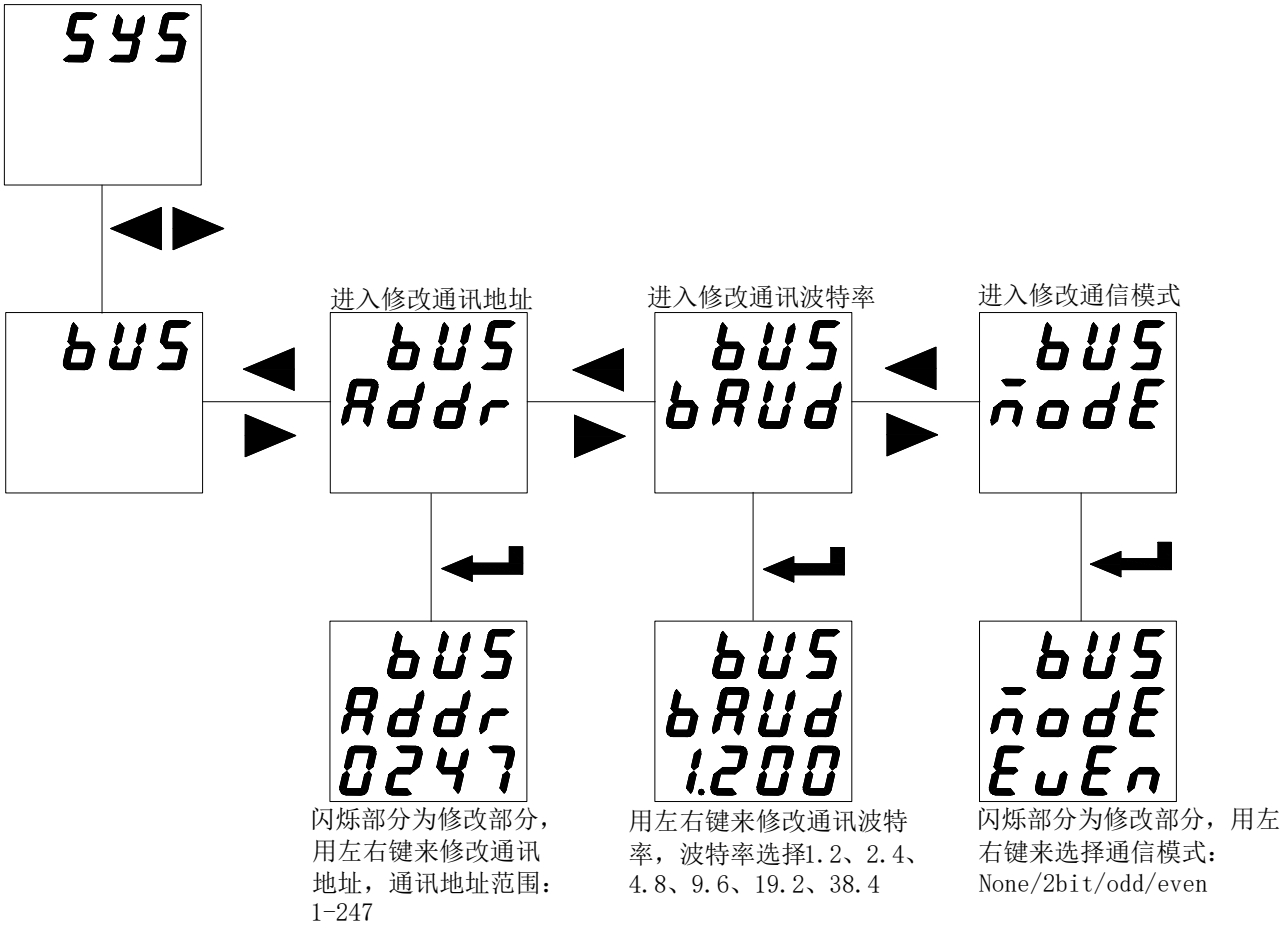 SYS
进入修改通讯地址
进入修改通讯波特率
进入修改通信模式
bUS
bUS
Addr
bUS
bAUd
bUS
modE
bUS
Addr
0247
bUS
bAUd
1.200
bUS
modE
EvEn
闪烁部分为修改部分，
用左右键来修改通讯
地址，通讯地址范围：
1-247
用左右键来修改通讯波特
率，波特率选择1.2、2.4、
4.8、9.6、19.2、38.4
闪烁部分为修改部分，用左
右键来选择通信模式：
None/2bit/odd/even